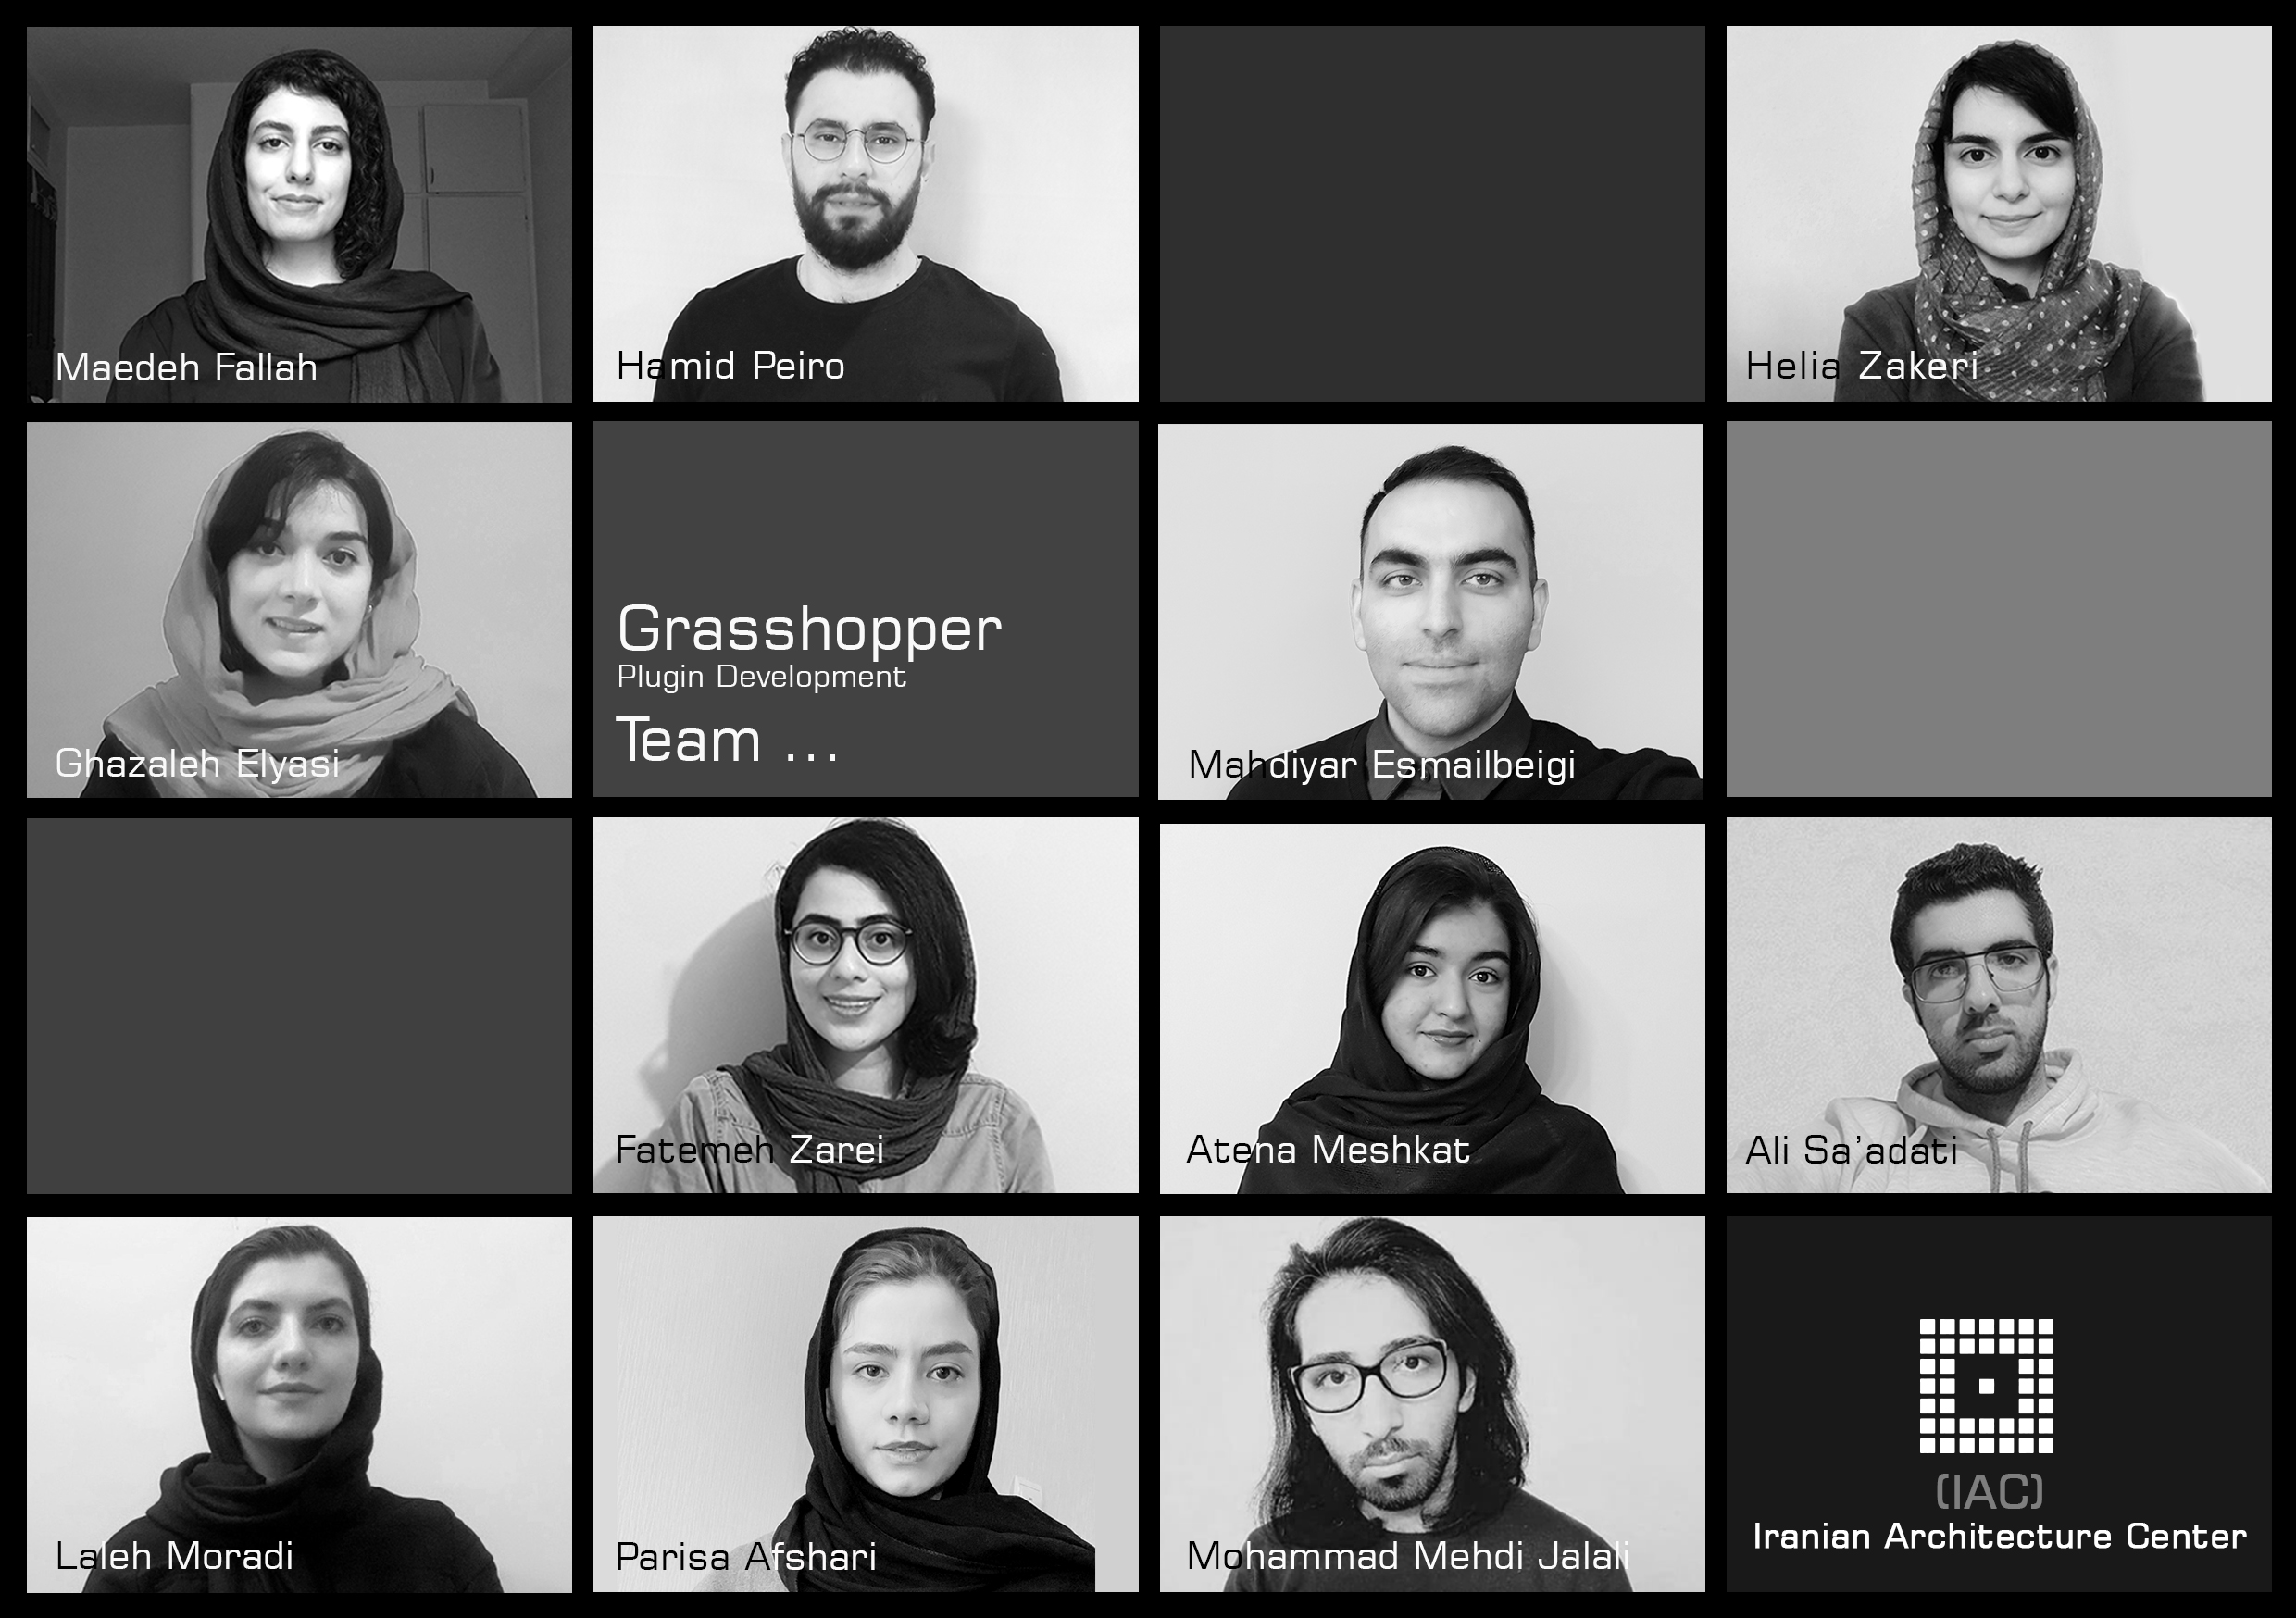 Maedeh Fallah
Hamid Peiro
Helia Zakeri
Ghazaleh Elyasi
Grasshopper
Plugin Development
Team ...
Mahdiyar Esmailbeigi
Fatemeh Zarei
Atena Meshkat
Ali Sa'adati
Laleh Moradi
Parisa Afshari
Mohammad Mehdi Jalali
(IAC)
Iranian Architecture Center